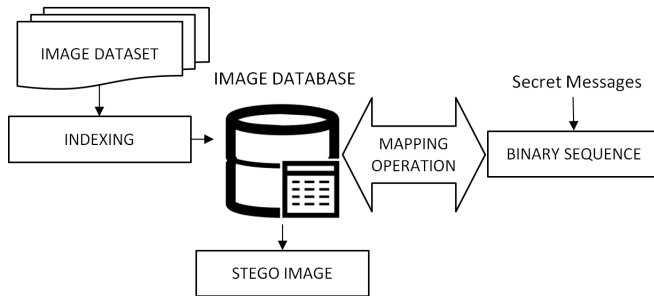 IMAGE DATASET
IMAGE DATABASE
Secret Messages
INDEXING
MAPPING
OPERATION
BINARY SEQUENCE
STEGO IMAGE